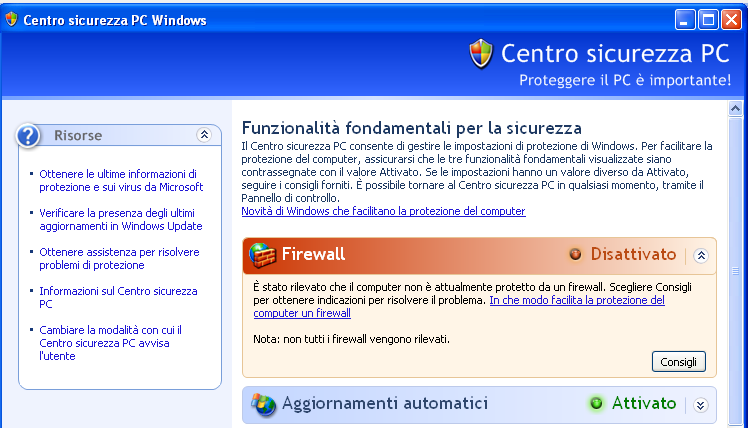 Centro sicurezza PC Windows
Centro sicurezza PC
Proteggere il PC è importante!
Risorse
Ottenere le ultime informazioni di
protezione e sui virus da Microsoft
Verificare la presenza degli ultimi
aggiornamenti in Windows Update
Ottenere assistenza per risolvere
problemi di protezione
Informazioni sul Centro sicurezza
PC
Cambiare la modalità con cui il
Centro sicurezza PC avvisa
l'utente
Funzionalità fondamentali per la sicurezza
Il Centro sicurezza PC consente di gestire le impostazioni di protezione di Windows. Per facilitare la
protezione del computer, assicurarsi che le tre funzionalità fondamentali visualizzate siano
contrassegnate con il valore Attivato. Se le impostazioni hanno un valore diverso da Attivato,
seguire i consigli forniti. È possibile tornare al Centro sicurezza PC in qualsiasi momento, tramite il
Pannello di controllo.
Novità di Windows che facilitano la protezione del computer
Firewall Disattivato
È stato rilevato che il computer non è attualmente protetto da un firewall. Scegliere Consigli
per ottenere indicazioni per risolvere il problema. In che modo facilita la protezione del
computer un firewall
Nota: non tutti i firewall vengono rilevati.
Consigli
Aggiornamenti automatici Attivato